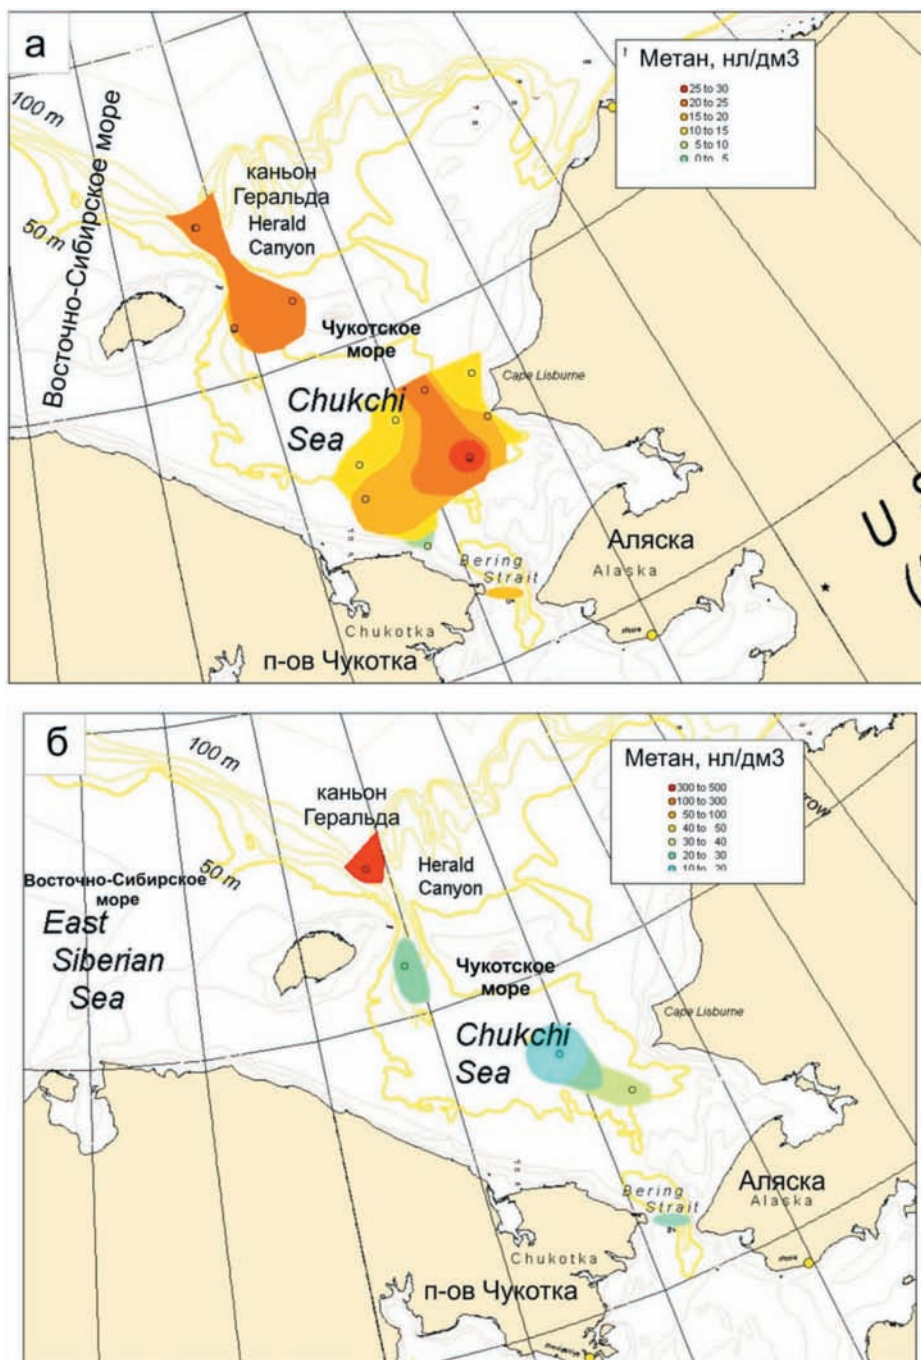 а
Метан, нл/дм3
25 to 30
20 to 25
15 to 20
10 to 15
5 to 10
0 to 5
100 m
50 m
Восточно-Сибирское море
каньон
Геральда
Herald
Canyon
Чукотское
море
Chukchi
Sea
Cape Lisburne
Bering
Strait
Аляска
Alaska
U
Chukotka
п-ов Чукотка
б
Метан, нл/дм3
300 to 500
100 to 300
50 to 100
40 to 50
30 to 40
20 to 30
10 to 20
100 m
50 m
каньон
Геральда
Herald
Canyon
Восточно-Сибирское
море
East
Siberian
Sea
Чукотское
море
Chukchi
Sea
Cape Lisburne
Bering
Strait
Аляска
Alaska
Chukotka
п-ов Чукотка